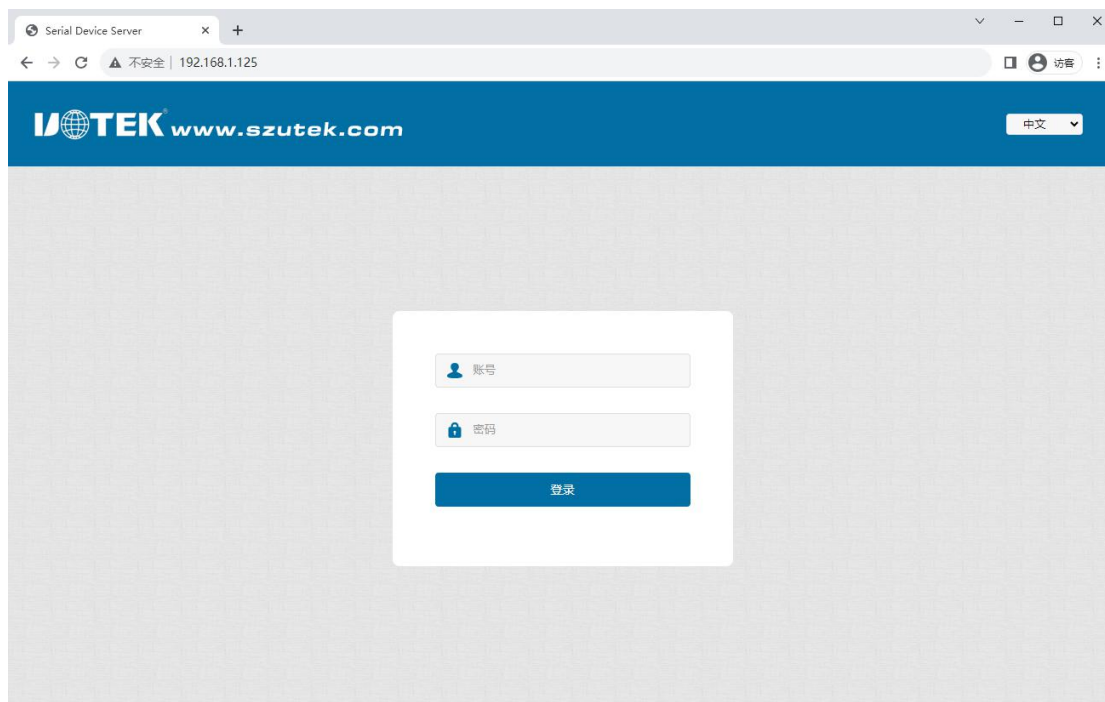 Serial Device Server
不安全 | 192.168.1.125
访客
UTEK® www.szutek.com
中文
账号
密码
登录